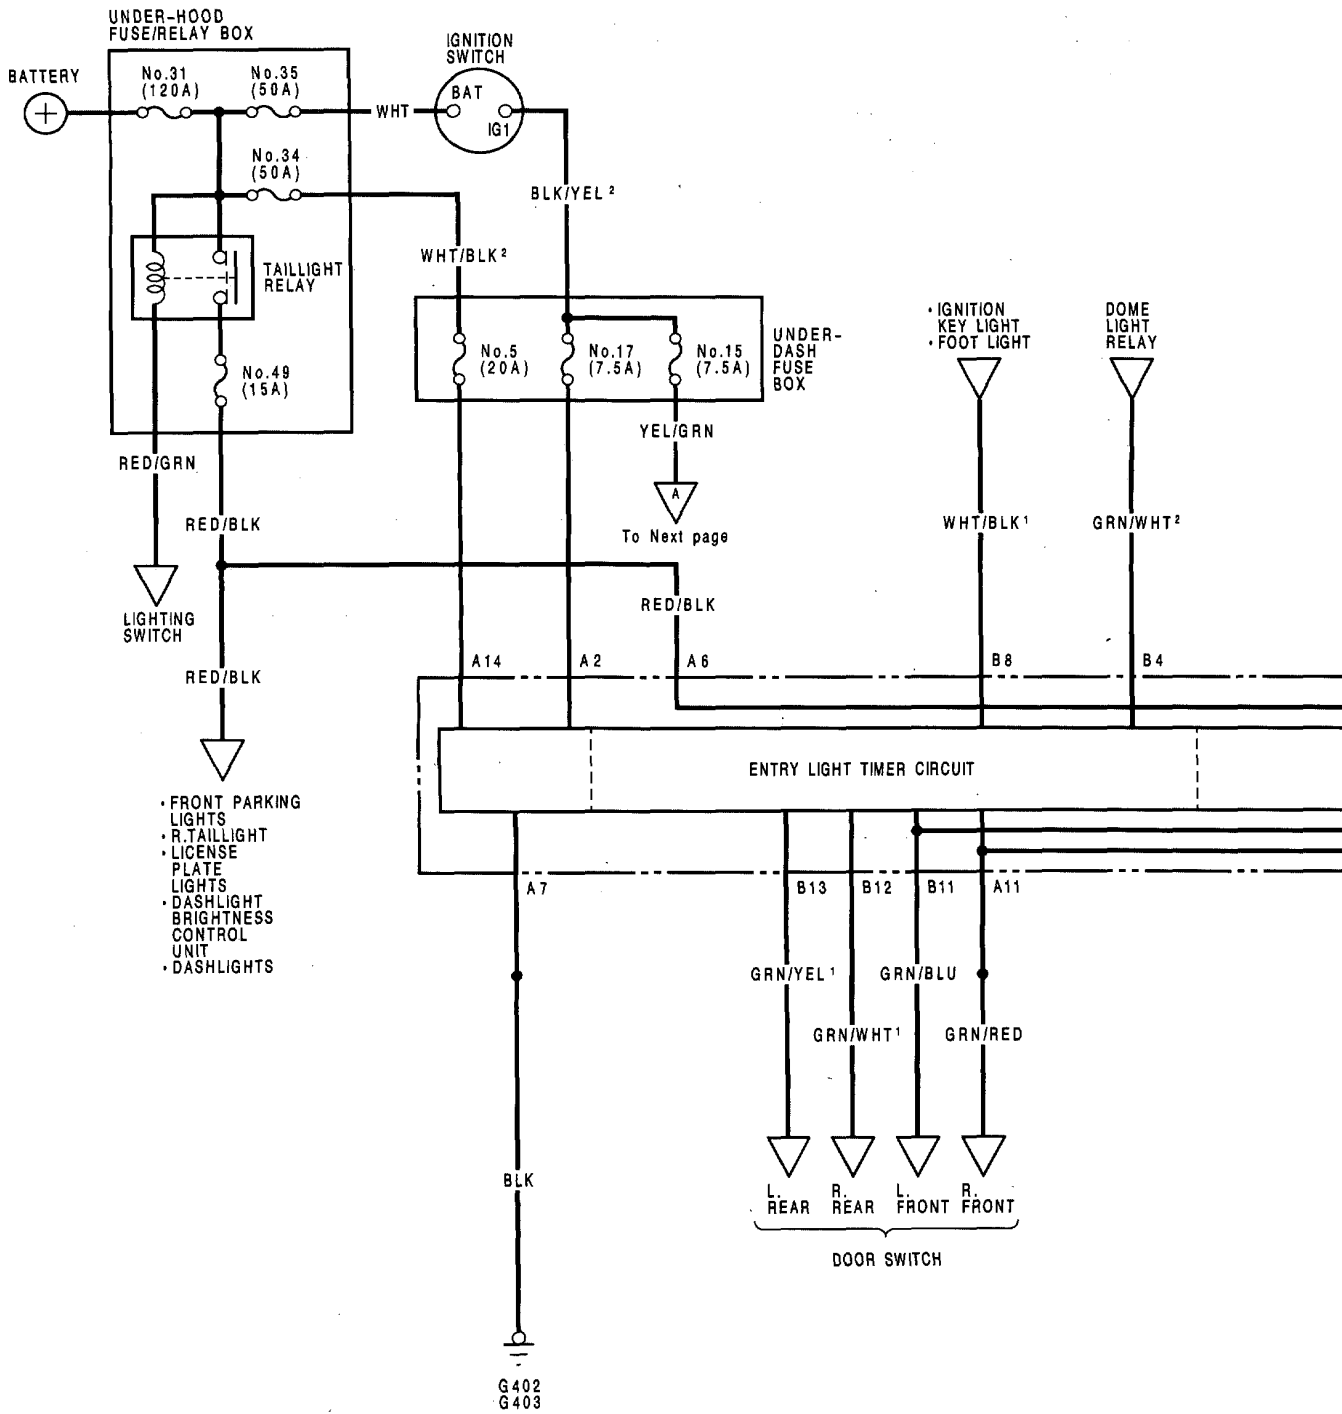 UNDER-HOOD
FUSE/RELAY BOX
IGNITION
SWITCH
BATTERY
No.31
(120A)
No.35
(50A)
WHT
BAT
IG1
No.34
(50A)
BLK/YEL²
WHT/BLK²
TAILLIGHT
RELAY
No.49
(15A)
No.5
(20A)
No.17
(7.5A)
No.15
(7.5A)
UNDER-
DASH
FUSE
BOX
• IGNITION
KEY LIGHT
• FOOT LIGHT
DOME
LIGHT
RELAY
YEL/GRN
A
To Next page
RED/GRN
RED/BLK
WHT/BLK¹
GRN/WHT²
LIGHTING
SWITCH
RED/BLK
RED/BLK
A14
A2
A6
B8
B4
ENTRY LIGHT TIMER CIRCUIT
• FRONT PARKING
LIGHTS
• R.TAILLIGHT
• LICENSE
PLATE
LIGHTS
• DASHLIGHT
BRIGHTNESS
CONTROL
UNIT
• DASHLIGHTS
A7
B13
B12
B11
A11
GRN/YEL¹
GRN/BLU
GRN/WHT¹
GRN/RED
BLK
L.
REAR
R.
REAR
L.
FRONT
R.
FRONT
DOOR SWITCH
G402
G403